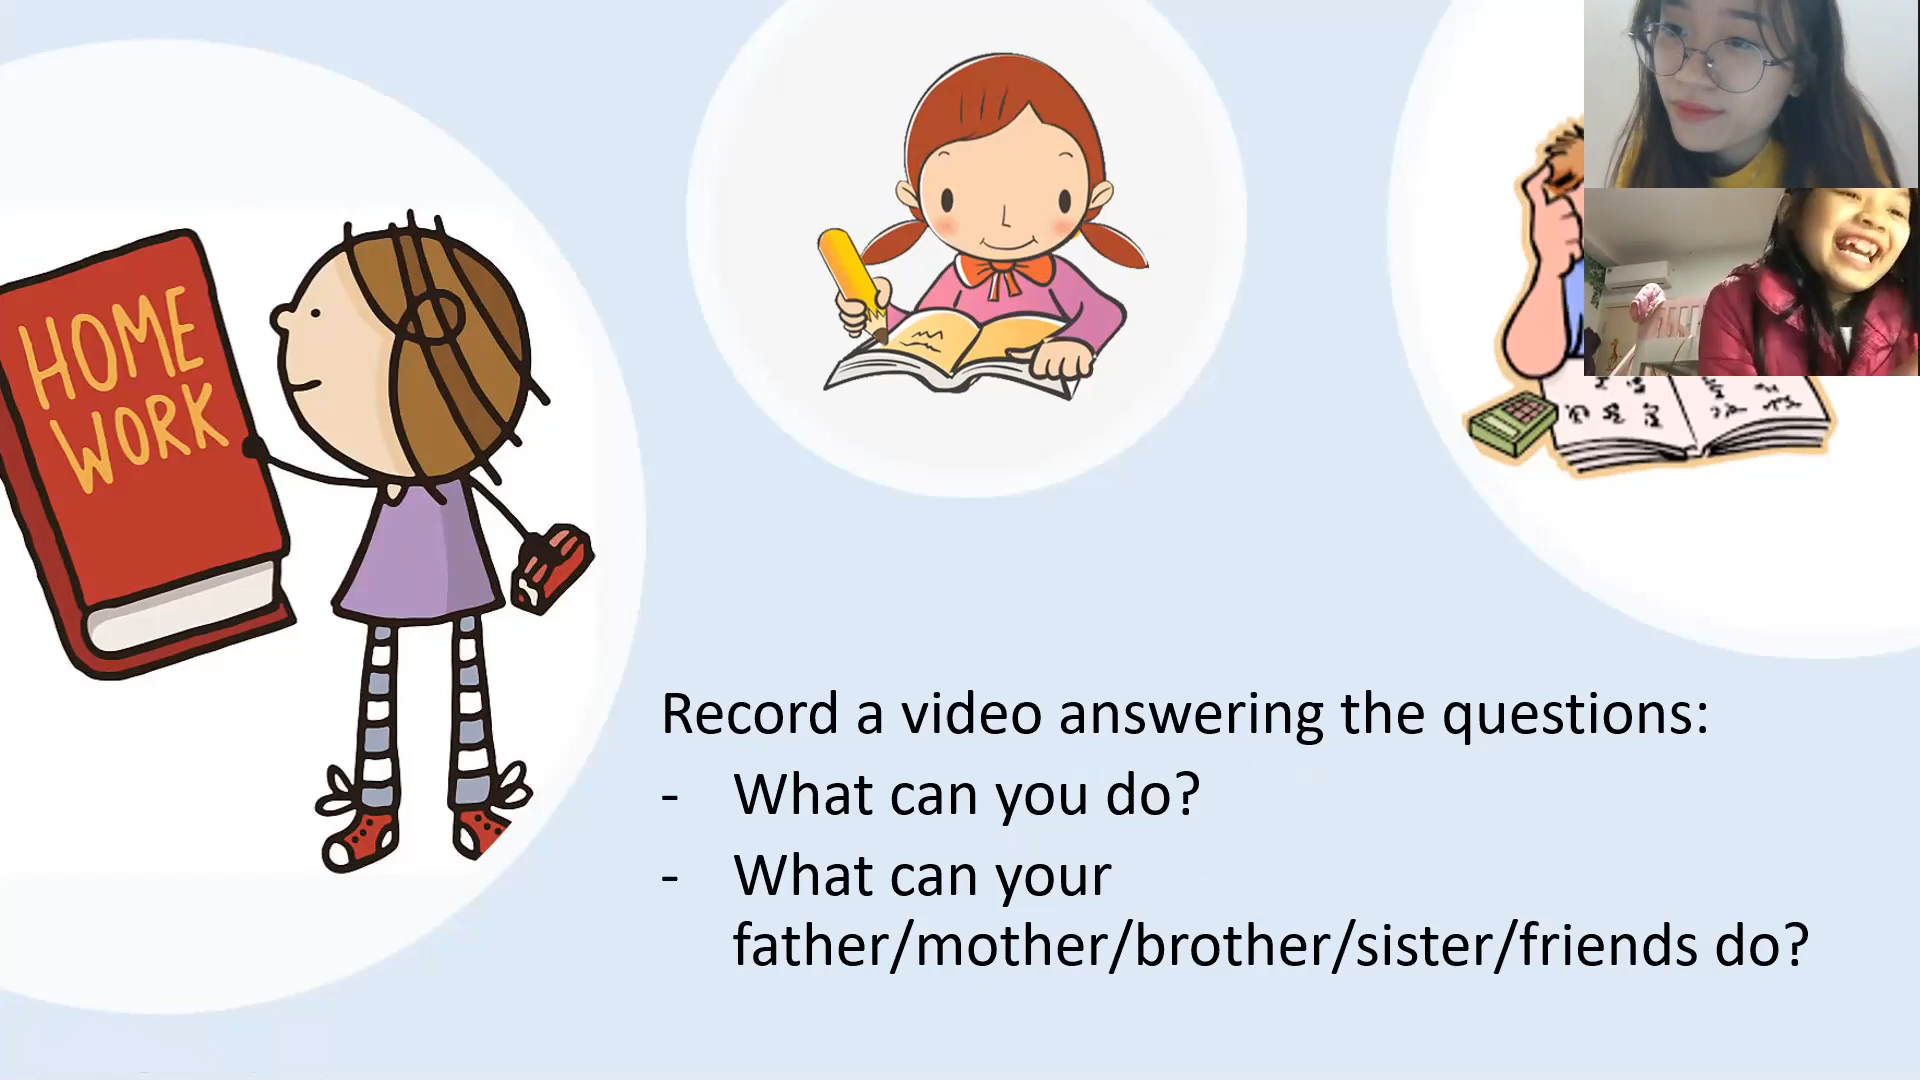 HOME
WORK
Record a video answering the questions:
- What can you do?
- What can your
father/mother/brother/sister/friends do?